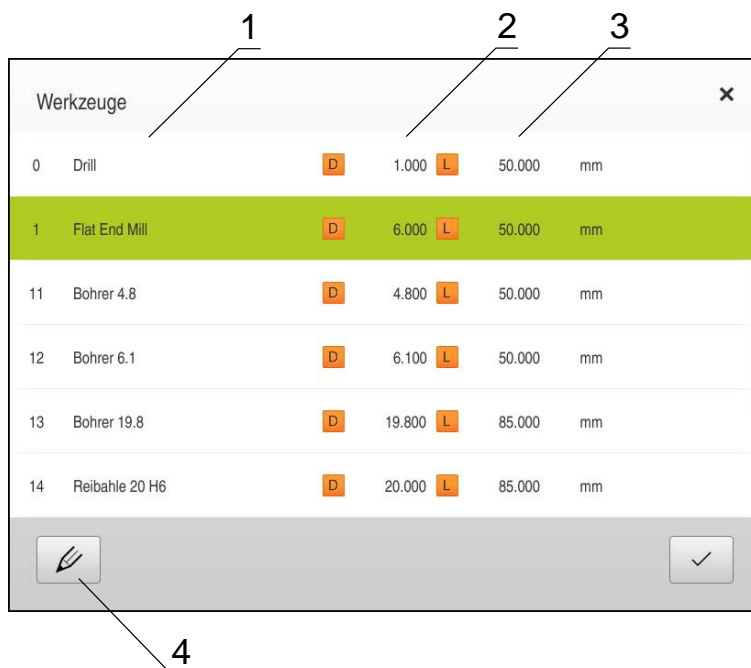 1 2 3
Werkzeuge ×
0 Drill D 1.000 L 50.000 mm
1 Flat End Mill D 6.000 L 50.000 mm
11 Bohrer 4.8 D 4.800 L 50.000 mm
12 Bohrer 6.1 D 6.100 L 50.000 mm
13 Bohrer 19.8 D 19.800 L 85.000 mm
14 Reibahle 20 H6 D 20.000 L 85.000 mm
4